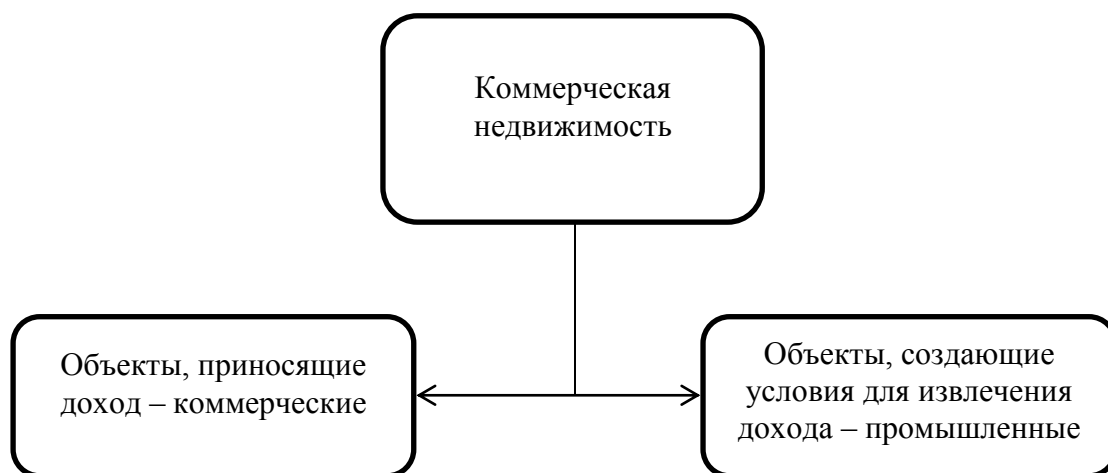 Коммерческая
недвижимость
Объекты, приносящие
доход – коммерческие
Объекты, создающие
условия для извлечения
дохода – промышленные